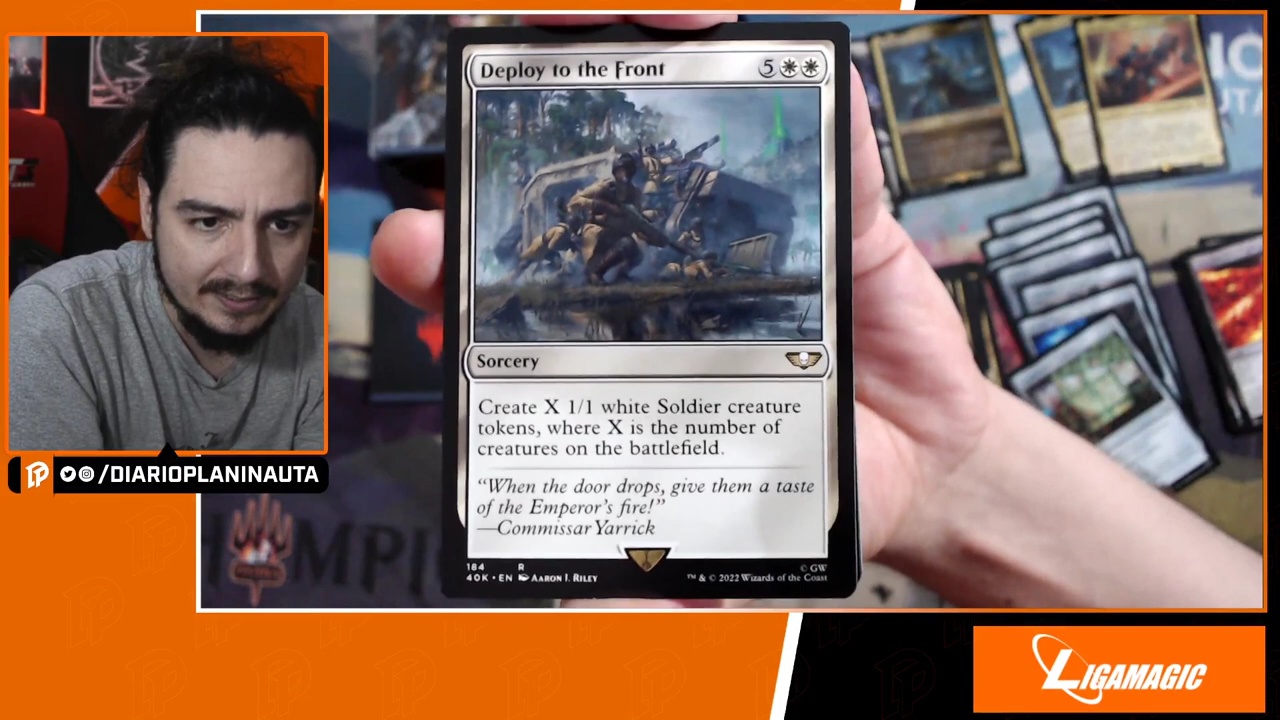 Deploy to the Front
5
Sorcery
Create X 1/1 white Soldier creature
tokens, where X is the number of
creatures on the battlefield.
“When the door drops, give them a taste
of the Emperor’s fire!”
—Commissar Yarrick
184 R
40K • EN Aaron J. Riley
© GW
™ & © 2022 Wizards of the Coast
/DIARIOPLANINAUTA
LIGAMAGIC